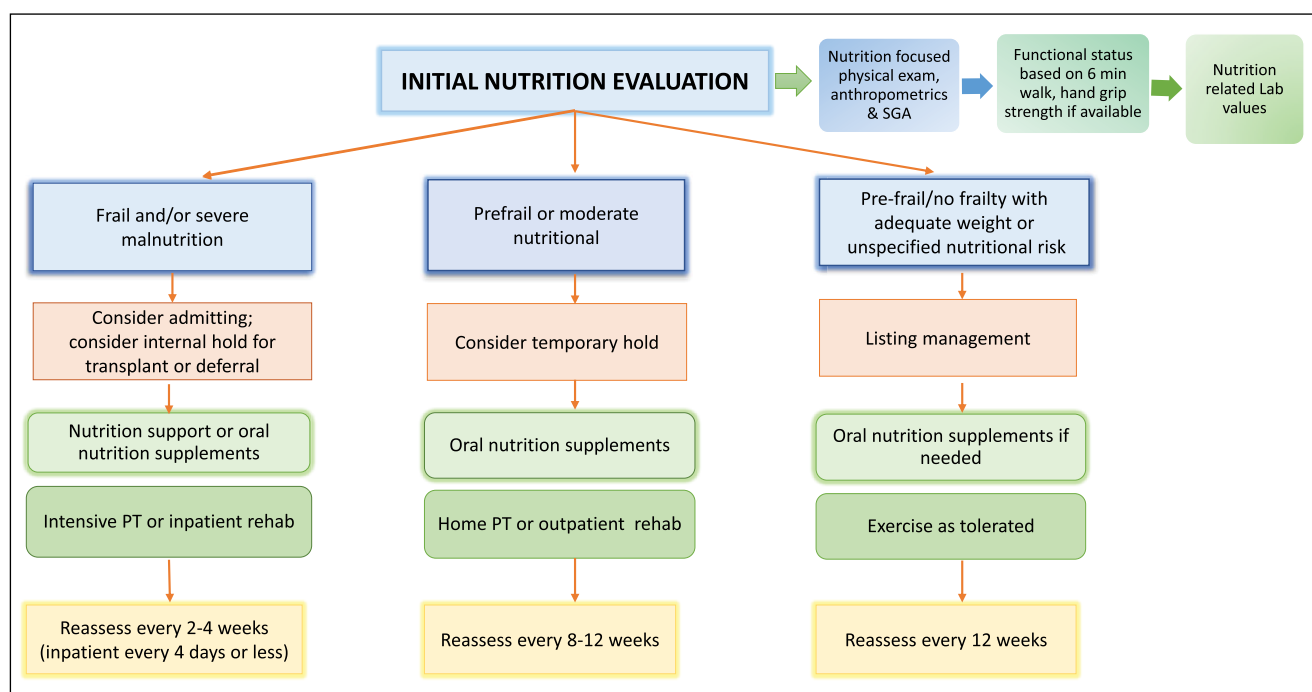 INITIAL NUTRITION EVALUATION
Nutrition focused
physical exam,
anthropometrics
& SGA
Functional status
based on 6 min
walk, hand grip
strength if available
Nutrition
related Lab
values
Frail and/or severe
malnutrition
Consider admitting;
consider internal hold for
transplant or deferral
Nutrition support or oral
nutrition supplements
Intensive PT or inpatient rehab
Reassess every 2-4 weeks
(inpatient every 4 days or less)
Prefrail or moderate
nutritional
Consider temporary hold
Oral nutrition supplements
Home PT or outpatient rehab
Reassess every 8-12 weeks
Pre-frail/no frailty with
adequate weight or
unspecified nutritional risk
Listing management
Oral nutrition supplements if
needed
Exercise as tolerated
Reassess every 12 weeks